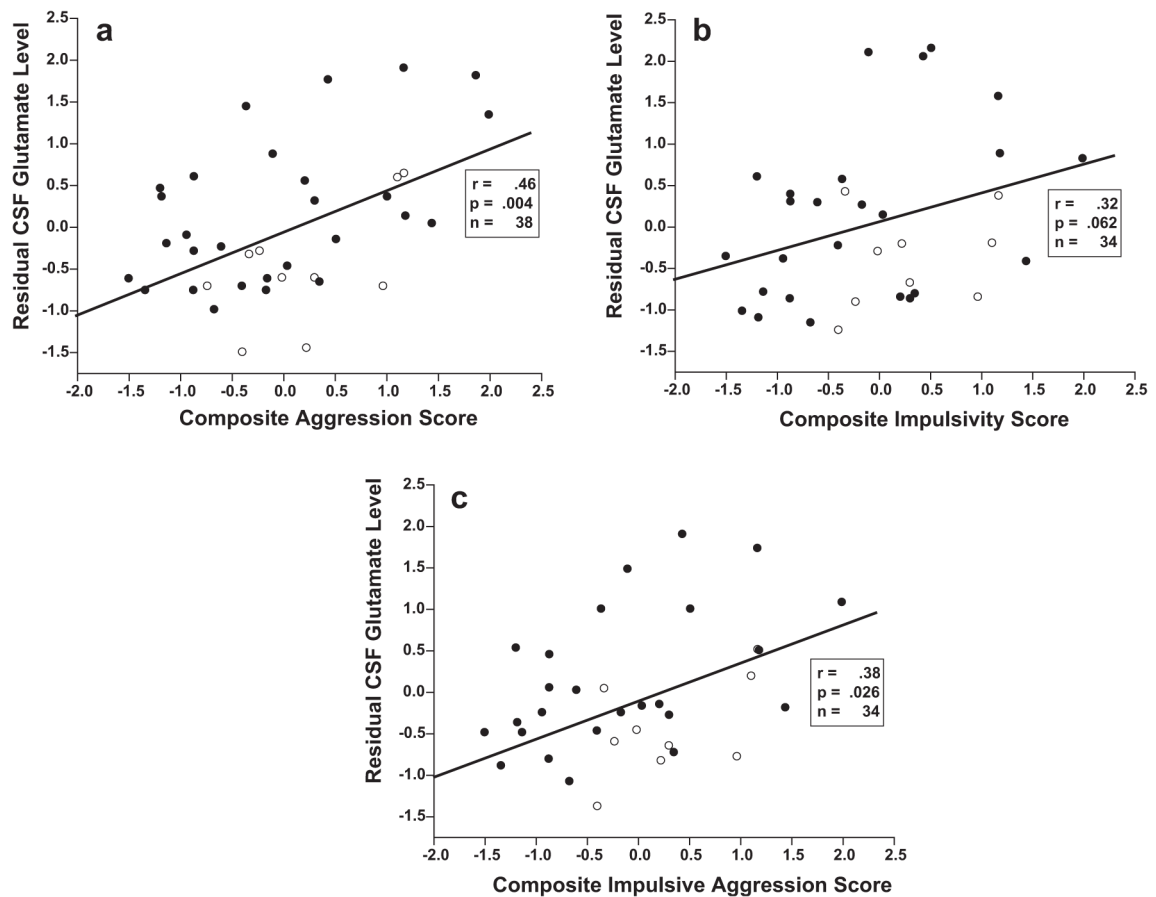 a
Residual CSF Glutamate Level
2.5
2.0
1.5
1.0
0.5
0.0
-0.5
-1.0
-1.5
r = .46
p = .004
n = 38
-2.0 -1.5 -1.0 -0.5 0.0 0.5 1.0 1.5 2.0 2.5
Composite Aggression Score
b
Residual CSF Glutamate Level
2.5
2.0
1.5
1.0
0.5
0.0
-0.5
-1.0
-1.5
r = .32
p = .062
n = 34
-2.0 -1.5 -1.0 -0.5 0.0 0.5 1.0 1.5 2.0 2.5
Composite Impulsivity Score
c
Residual CSF Glutamate Level
2.5
2.0
1.5
1.0
0.5
0.0
-0.5
-1.0
-1.5
r = .38
p = .026
n = 34
-2.0 -1.5 -1.0 -0.5 0.0 0.5 1.0 1.5 2.0 2.5
Composite Impulsive Aggression Score